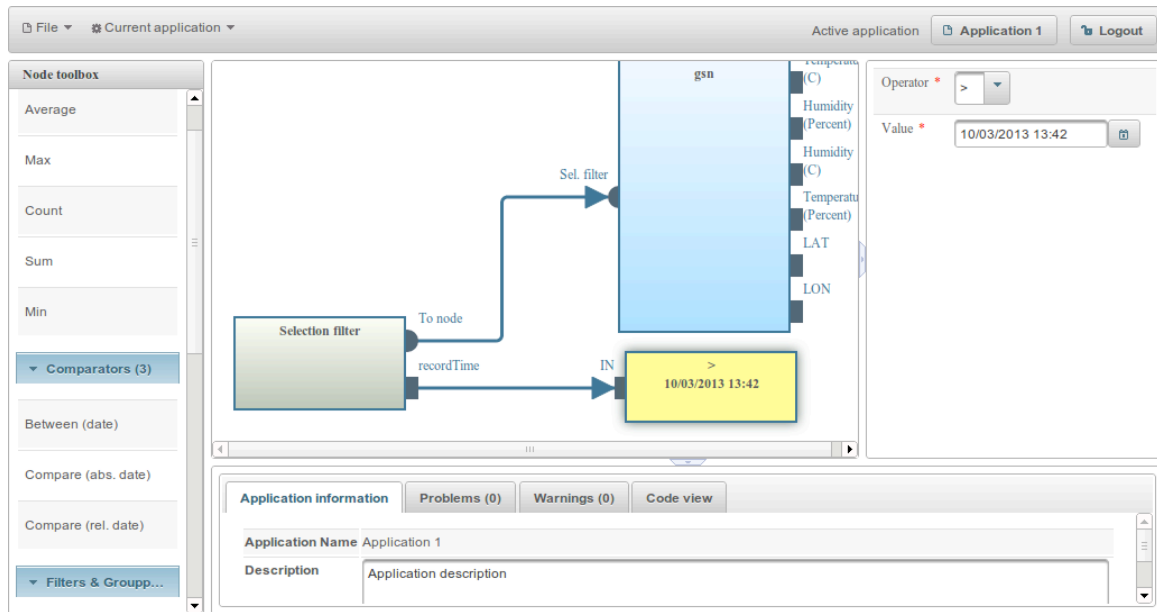 File
Current application
Active application
Application 1
Logout
Node toolbox
Average
Max
Count
Sum
Min
Comparators (3)
Between (date)
Compare (abs. date)
Compare (rel. date)
Filters & Groupp...
gsn
(C)
Humidity
(Percent)
Humidity
(C)
Temperatu
(Percent)
LAT
LON
Sel. filter
Selection filter
To node
recordTime
IN
>
10/03/2013 13:42
Operator *
>
Value *
10/03/2013 13:42
Application information
Problems (0)
Warnings (0)
Code view
Application Name Application 1
Description
Application description